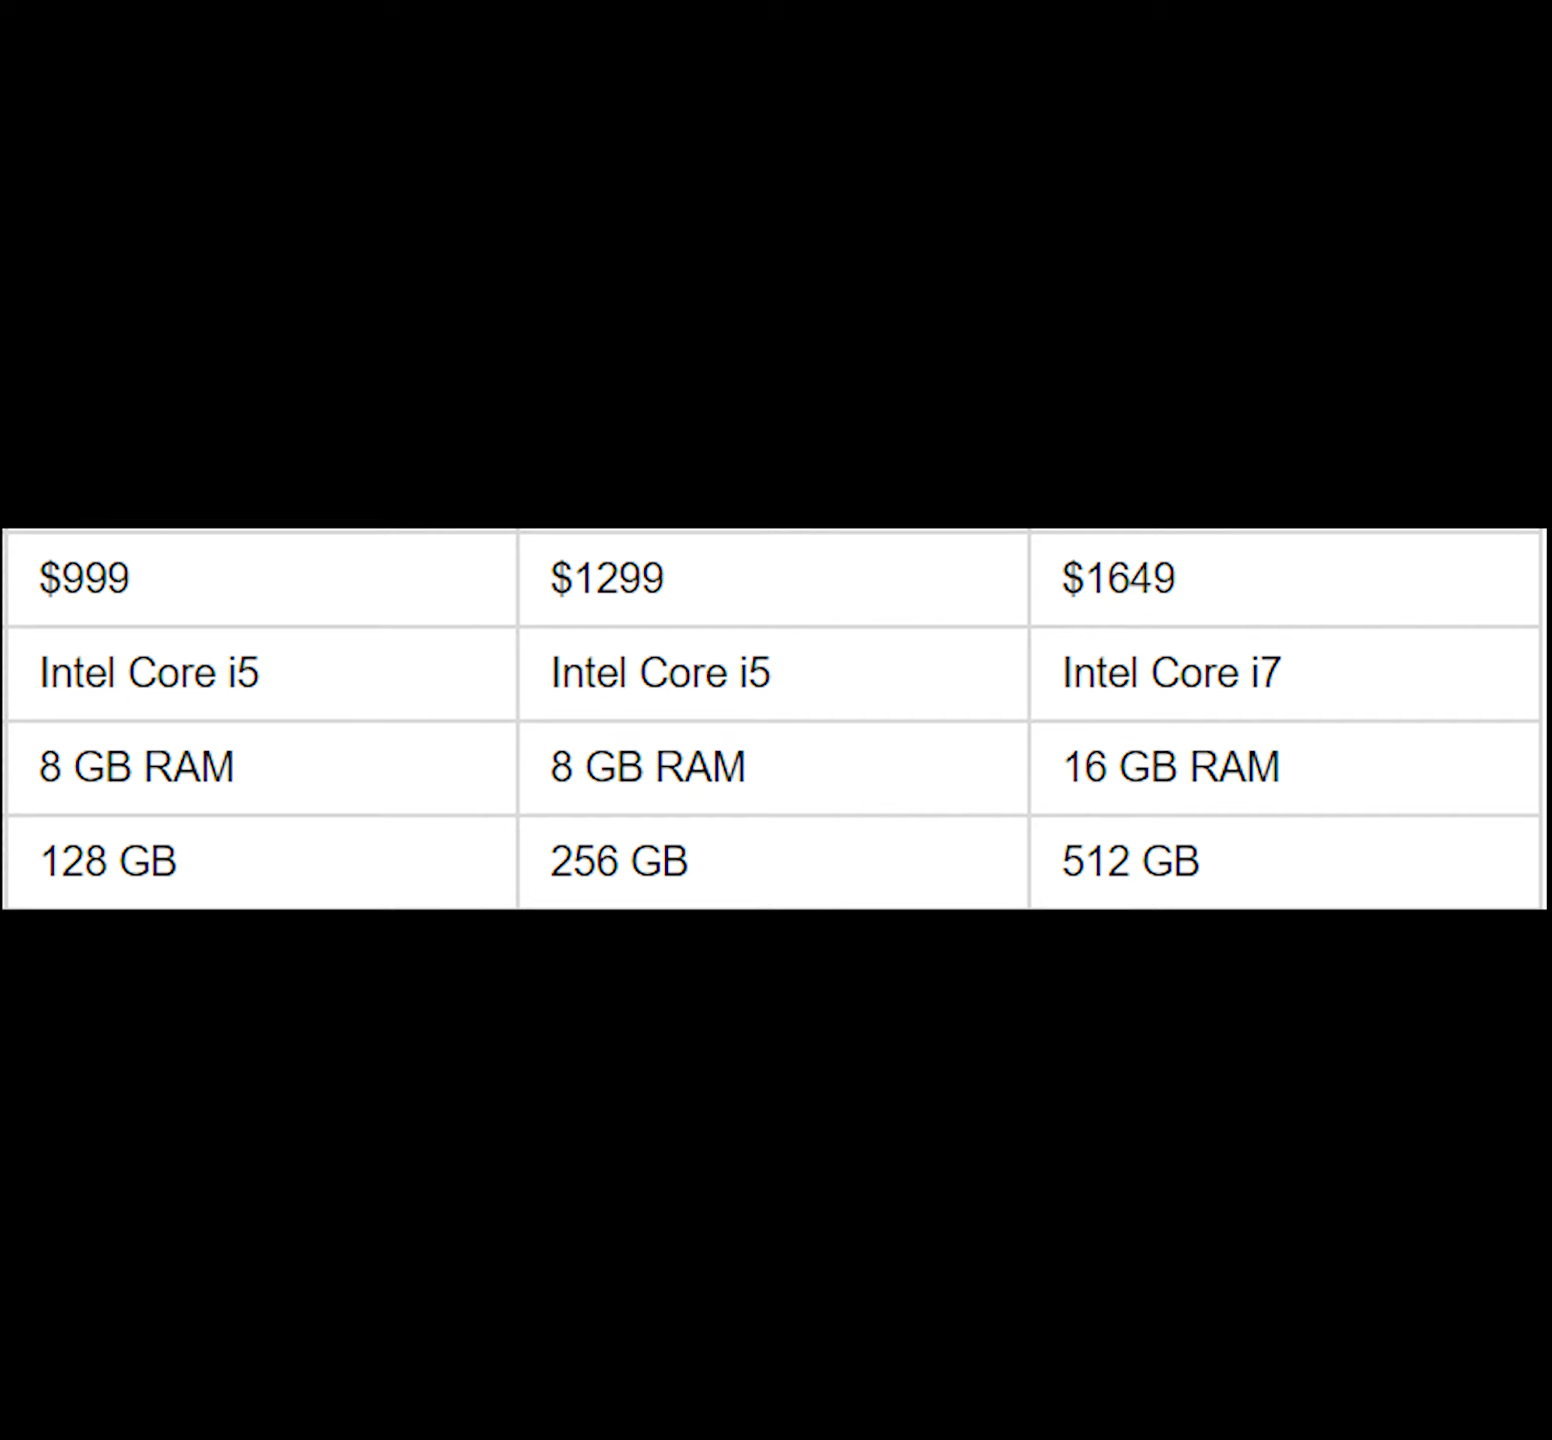 $999 $1299 $1649
Intel Core i5 Intel Core i5 Intel Core i7
8 GB RAM 8 GB RAM 16 GB RAM
128 GB 256 GB 512 GB